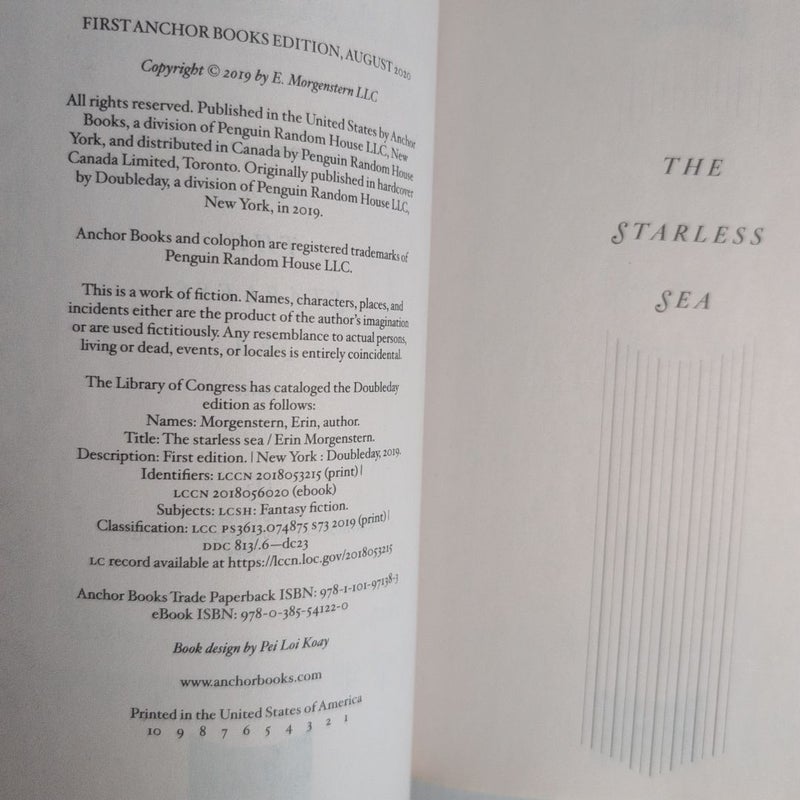 FIRST ANCHOR BOOKS EDITION, AUGUST 2020
Copyright © 2019 by E. Morgenstern LLC
All rights reserved. Published in the United States by Anchor
Books, a division of Penguin Random House LLC, New
York, and distributed in Canada by Penguin Random House
Canada Limited, Toronto. Originally published in hardcover
by Doubleday, a division of Penguin Random House LLC,
New York, in 2019.
Anchor Books and colophon are registered trademarks of
Penguin Random House LLC.
This is a work of fiction. Names, characters, places, and
incidents either are the product of the author's imagination
or are used fictitiously. Any resemblance to actual persons,
living or dead, events, or locales is entirely coincidental.
The Library of Congress has cataloged the Doubleday
edition as follows:
Names: Morgenstern, Erin, author.
Title: The starless sea / Erin Morgenstern.
Description: First edition. | New York : Doubleday, 2019.
Identifiers: LCCN 2018053215 (print) |
LCCN 2018056020 (ebook)
Subjects: LCSH: Fantasy fiction.
Classification: LCC PS3613.O74875 S73 2019 (print) |
DDC 813/.6—dc23
LC record available at https://lccn.loc.gov/2018053215
Anchor Books Trade Paperback ISBN: 978-1-101-97138-3
eBook ISBN: 978-0-385-54122-0
Book design by Pei Loi Koay
www.anchorbooks.com
Printed in the United States of America
10 9 8 7 6 5 4 3 2 1
THE
STARLESS
SEA